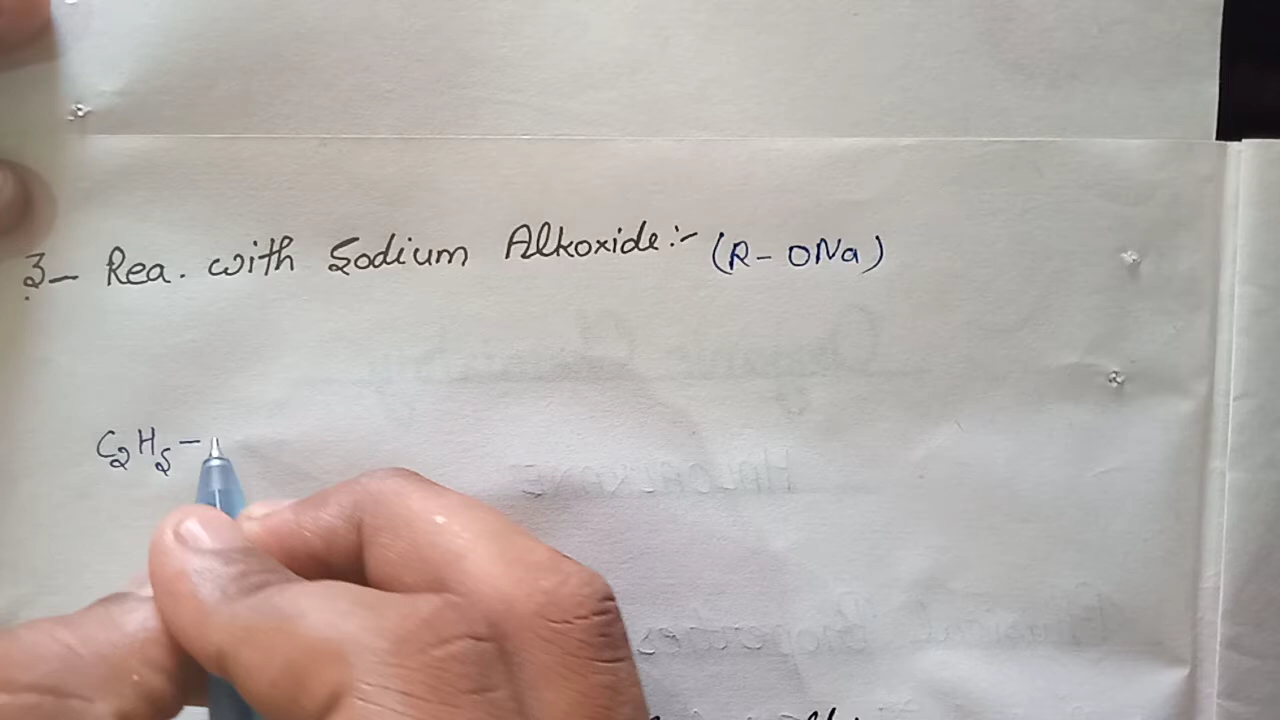 3- Rea. with Sodium Alkoxide:- (R-ONa)
C₂H₅-